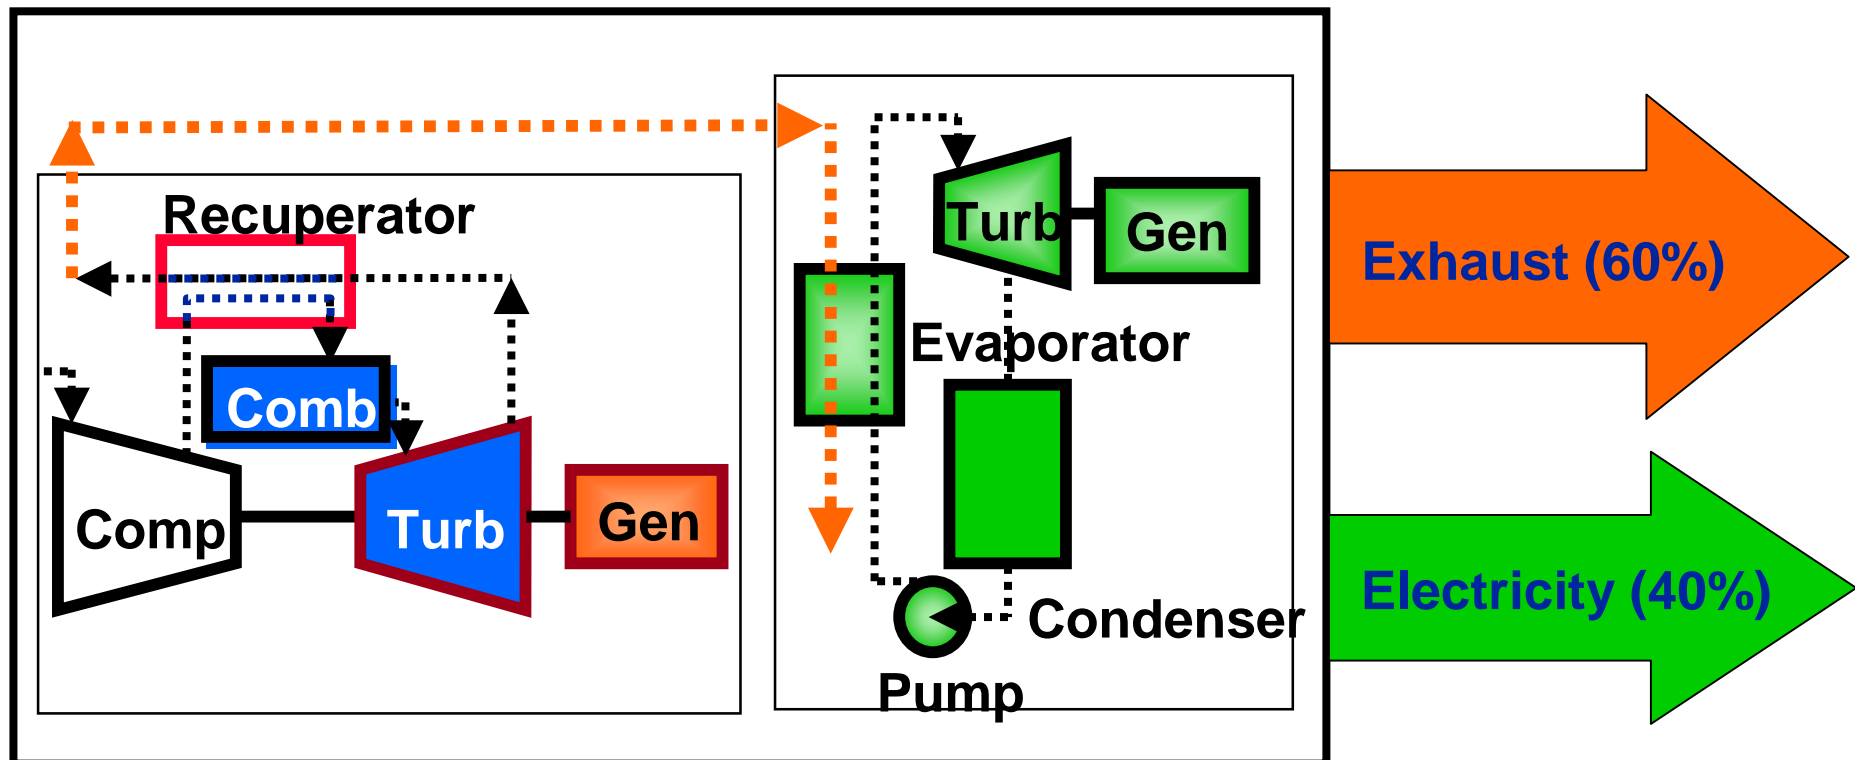 Recuperator
Comb
Comp
Turb
Gen
Turb
Gen
Evaporator
Condenser
Pump
Exhaust (60%)
Electricity (40%)